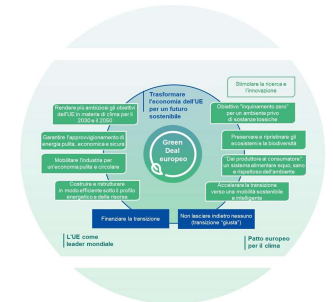 Trasformare
l'economia dell'UE
per un futuro
sostenibile
Stimolare la ricerca e
l'innovazione
Rendere più ambiziosi gli obiettivi
dell'UE in materia di clima per il
2030 e il 2050
Obiettivo "inquinamento zero"
per un ambiente privo
di sostanze tossiche
Garantire l'approvvigionamento di
energia pulita, economica e sicura
Green
Deal
europeo
Preservare e ripristinare gli
ecosistemi e la biodiversità
Mobilitare l'industria per
un'economia pulita e circolare
"Dal produttore al consumatore":
un sistema alimentare equo, sano
e rispettoso dell'ambiente
Costruire e ristrutturare
in modo efficiente sotto il profilo
energetico e delle risorse
Accelerare la transizione
verso una mobilità sostenibile
e intelligente
Finanziare la transizione
Non lasciare indietro nessuno
(transizione "giusta")
L'UE come
leader mondiale
Patto europeo
per il clima